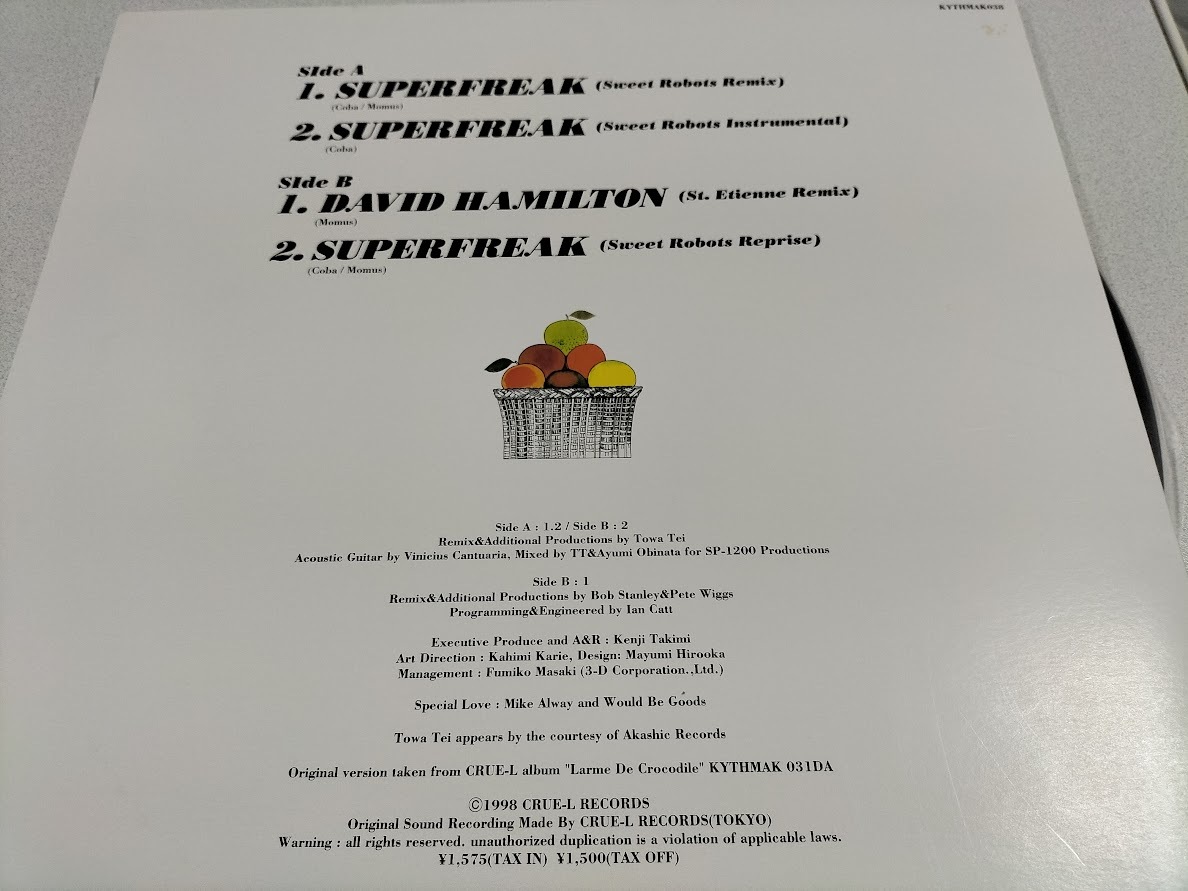 KYTHMAK038
SIde A
1. SUPERFREAK (Sweet Robots Remix)
(Coba / Momus)
2. SUPERFREAK (Sweet Robots Instrumental)
(Coba)
SIde B
1. DAVID HAMILTON (St. Etienne Remix)
(Momus)
2. SUPERFREAK (Sweet Robots Reprise)
(Coba / Momus)
Side A : 1.2 / Side B : 2
Remix&Additional Productions by Towa Tei
Acoustic Guitar by Vinicius Cantuaria, Mixed by TT&Ayumi Obinata for SP-1200 Productions
Side B : 1
Remix&Additional Productions by Bob Stanley&Pete Wiggs
Programming&Engineered by Ian Catt
Executive Produce and A&R : Kenji Takimi
Art Direction : Kahimi Karie, Design: Mayumi Hirooka
Management : Fumiko Masaki (3-D Corporation.,Ltd.)
Special Love : Mike Alway and Would Be Goods
Towa Tei appears by the courtesy of Akashic Records
Original version taken from CRUE-L album "Larme De Crocodile" KYTHMAK 031DA
©1998 CRUE-L RECORDS
Original Sound Recording Made By CRUE-L RECORDS(TOKYO)
Warning : all rights reserved. unauthorized duplication is a violation of applicable laws.
¥1,575(TAX IN) ¥1,500(TAX OFF)